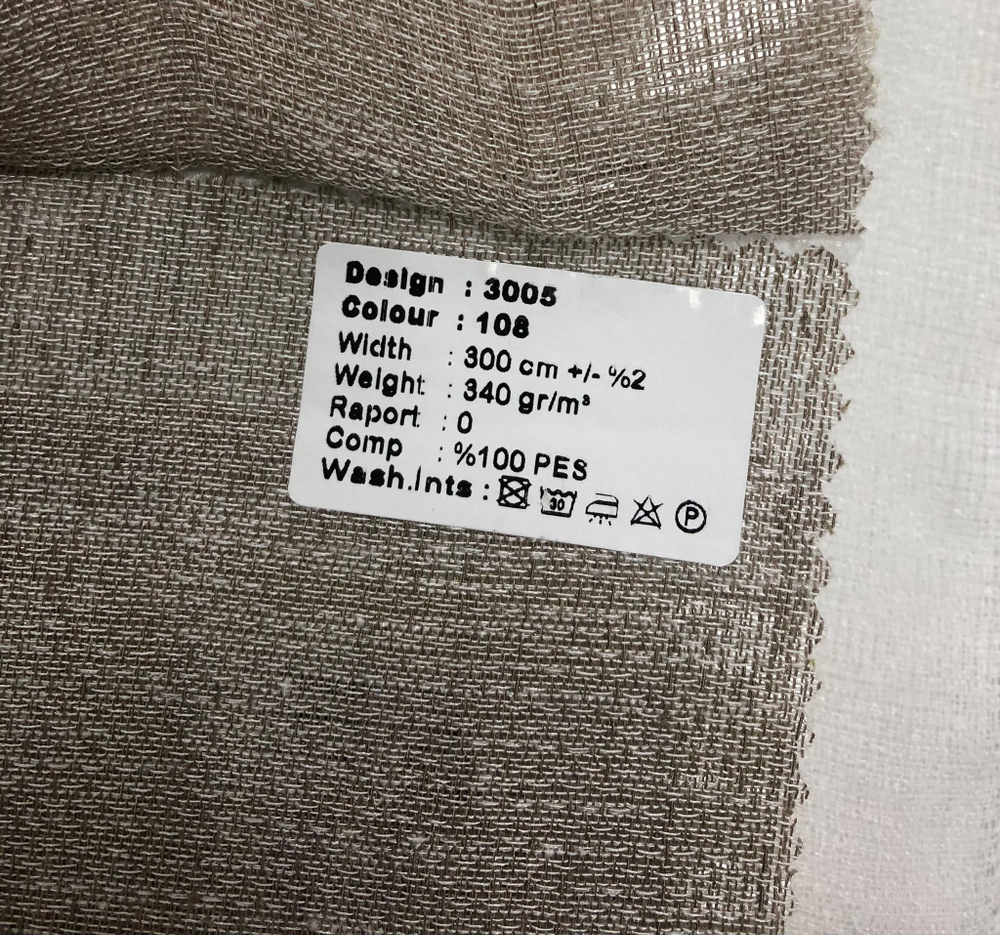 Design : 3005
Colour : 108
Width : 300 cm +/- %2
Weight : 340 gr/m³
Raport : 0
Comp : %100 PES
Wash.Ints : 30 P